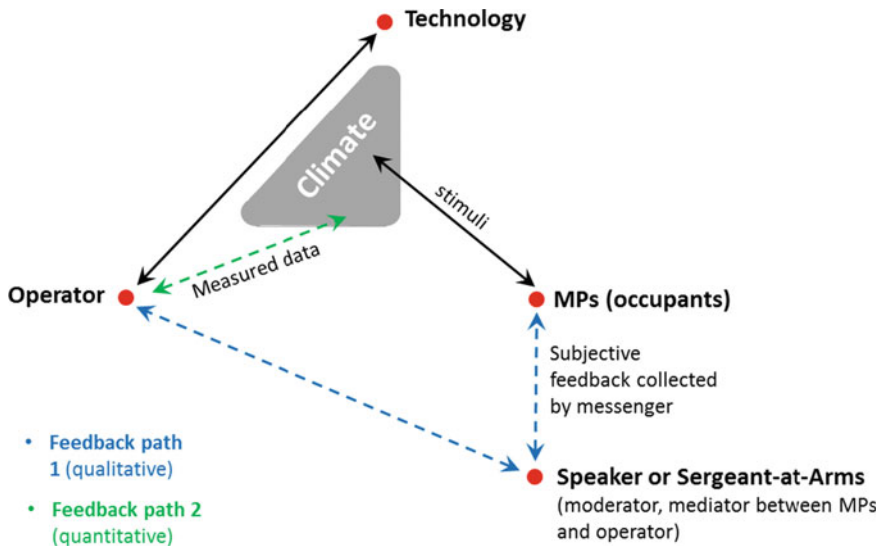 Technology
Climate
stimuli
Measured data
Operator
MPs (occupants)
Subjective
feedback collected
by messenger
• Feedback path
1 (qualitative)
• Feedback path 2
(quantitative)
Speaker or Sergeant-at-Arms
(moderator, mediator between MPs
and operator)